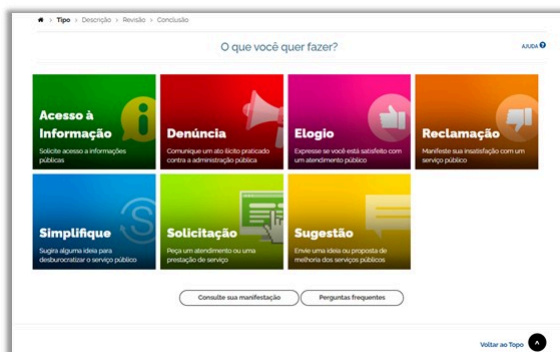 Tipo > Descrição > Revisão > Conclusão
O que você quer fazer?
AJUDA
Acesso à
Informação
Solicite acesso a informações
públicas
Denúncia
Comunique um ato ilícito praticado
contra a administração pública
Elogio
Expresse se você está satisfeito com
um atendimento público
Reclamação
Manifeste sua insatisfação com um
serviço público
Simplifique
Sugira alguma ideia para
desburocratizar o serviço público
Solicitação
Peça um atendimento ou uma
prestação de serviço
Sugestão
Envie uma ideia ou proposta de
melhoria dos serviços públicos
Consulte sua manifestação
Perguntas frequentes
Voltar ao Topo